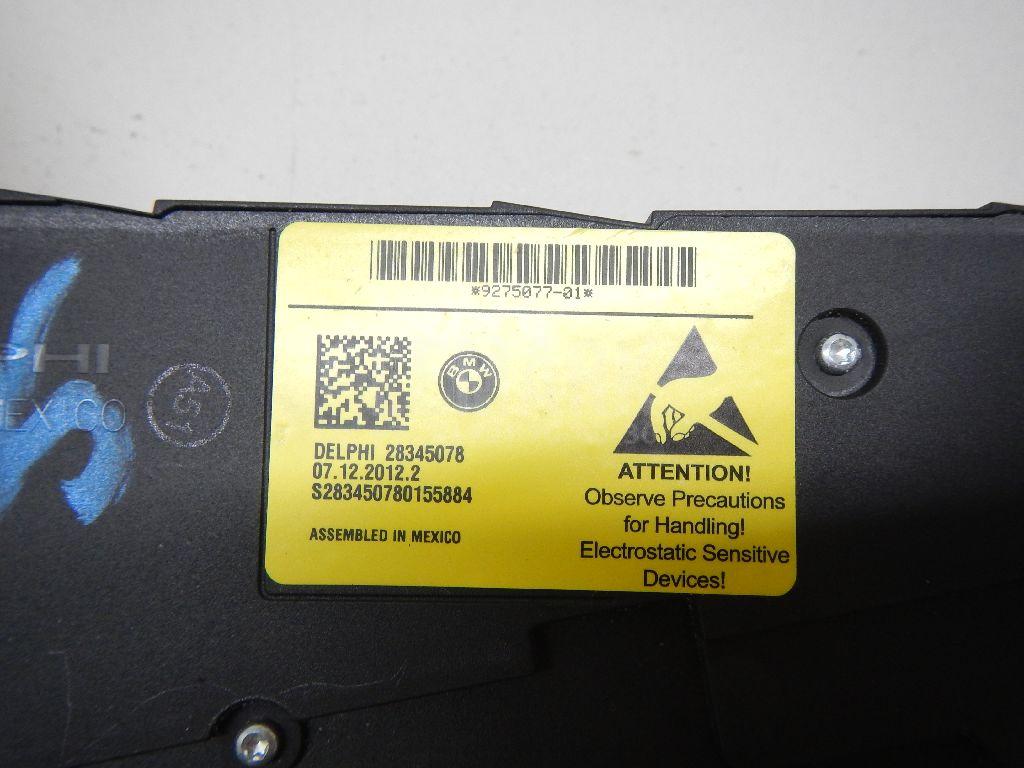 *9275077-01*
BMW
DELPHI 28345078
07.12.2012.2
S283450780155884
ASSEMBLED IN MEXICO
ATTENTION!
Observe Precautions
for Handling!
Electrostatic Sensitive
Devices!
PHI
MEXICO